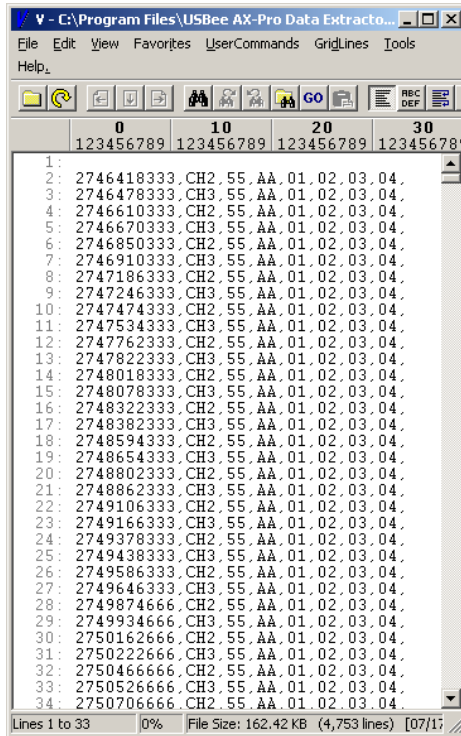 V - C:\Program Files\USBee AX-Pro Data Extracto...
File Edit View Favorites UserCommands GridLines Tools
Help.
GO ABC DEF
0 10 20 30
123456789 123456789 123456789 12345678
1:
2: 2746418333,CH2,55,AA,01,02,03,04,
3: 2746478333,CH3,55,AA,01,02,03,04,
4: 2746610333,CH2,55,AA,01,02,03,04,
5: 2746670333,CH3,55,AA,01,02,03,04,
6: 2746850333,CH2,55,AA,01,02,03,04,
7: 2746910333,CH3,55,AA,01,02,03,04,
8: 2747186333,CH2,55,AA,01,02,03,04,
9: 2747246333,CH3,55,AA,01,02,03,04,
10: 2747474333,CH2,55,AA,01,02,03,04,
11: 2747534333,CH3,55,AA,01,02,03,04,
12: 2747762333,CH2,55,AA,01,02,03,04,
13: 2747822333,CH3,55,AA,01,02,03,04,
14: 2748018333,CH2,55,AA,01,02,03,04,
15: 2748078333,CH3,55,AA,01,02,03,04,
16: 2748322333,CH2,55,AA,01,02,03,04,
17: 2748382333,CH3,55,AA,01,02,03,04,
18: 2748594333,CH2,55,AA,01,02,03,04,
19: 2748654333,CH3,55,AA,01,02,03,04,
20: 2748802333,CH2,55,AA,01,02,03,04,
21: 2748862333,CH3,55,AA,01,02,03,04,
22: 2749106333,CH2,55,AA,01,02,03,04,
23: 2749166333,CH3,55,AA,01,02,03,04,
24: 2749378333,CH2,55,AA,01,02,03,04,
25: 2749438333,CH3,55,AA,01,02,03,04,
26: 2749586333,CH2,55,AA,01,02,03,04,
27: 2749646333,CH3,55,AA,01,02,03,04,
28: 2749874666,CH2,55,AA,01,02,03,04,
29: 2749934666,CH3,55,AA,01,02,03,04,
30: 2750162666,CH2,55,AA,01,02,03,04,
31: 2750222666,CH3,55,AA,01,02,03,04,
32: 2750466666,CH2,55,AA,01,02,03,04,
33: 2750526666,CH3,55,AA,01,02,03,04,
34: 2750706666,CH2,55,AA,01,02,03,04,
Lines 1 to 33 0% File Size: 162.42 KB (4,753 lines) [07/17